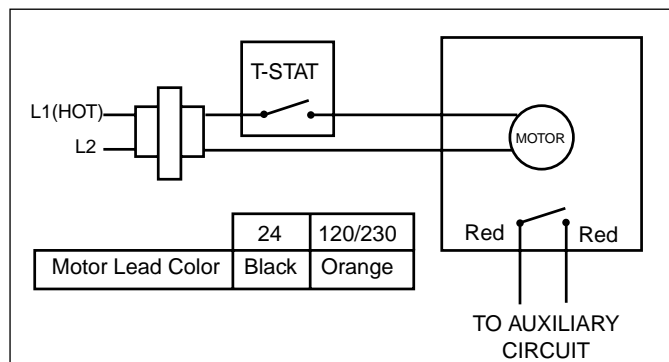 T-STAT
L1(HOT)
L2
MOTOR
24 120/230
Motor Lead Color Black Orange
Red Red
TO AUXILIARY
CIRCUIT